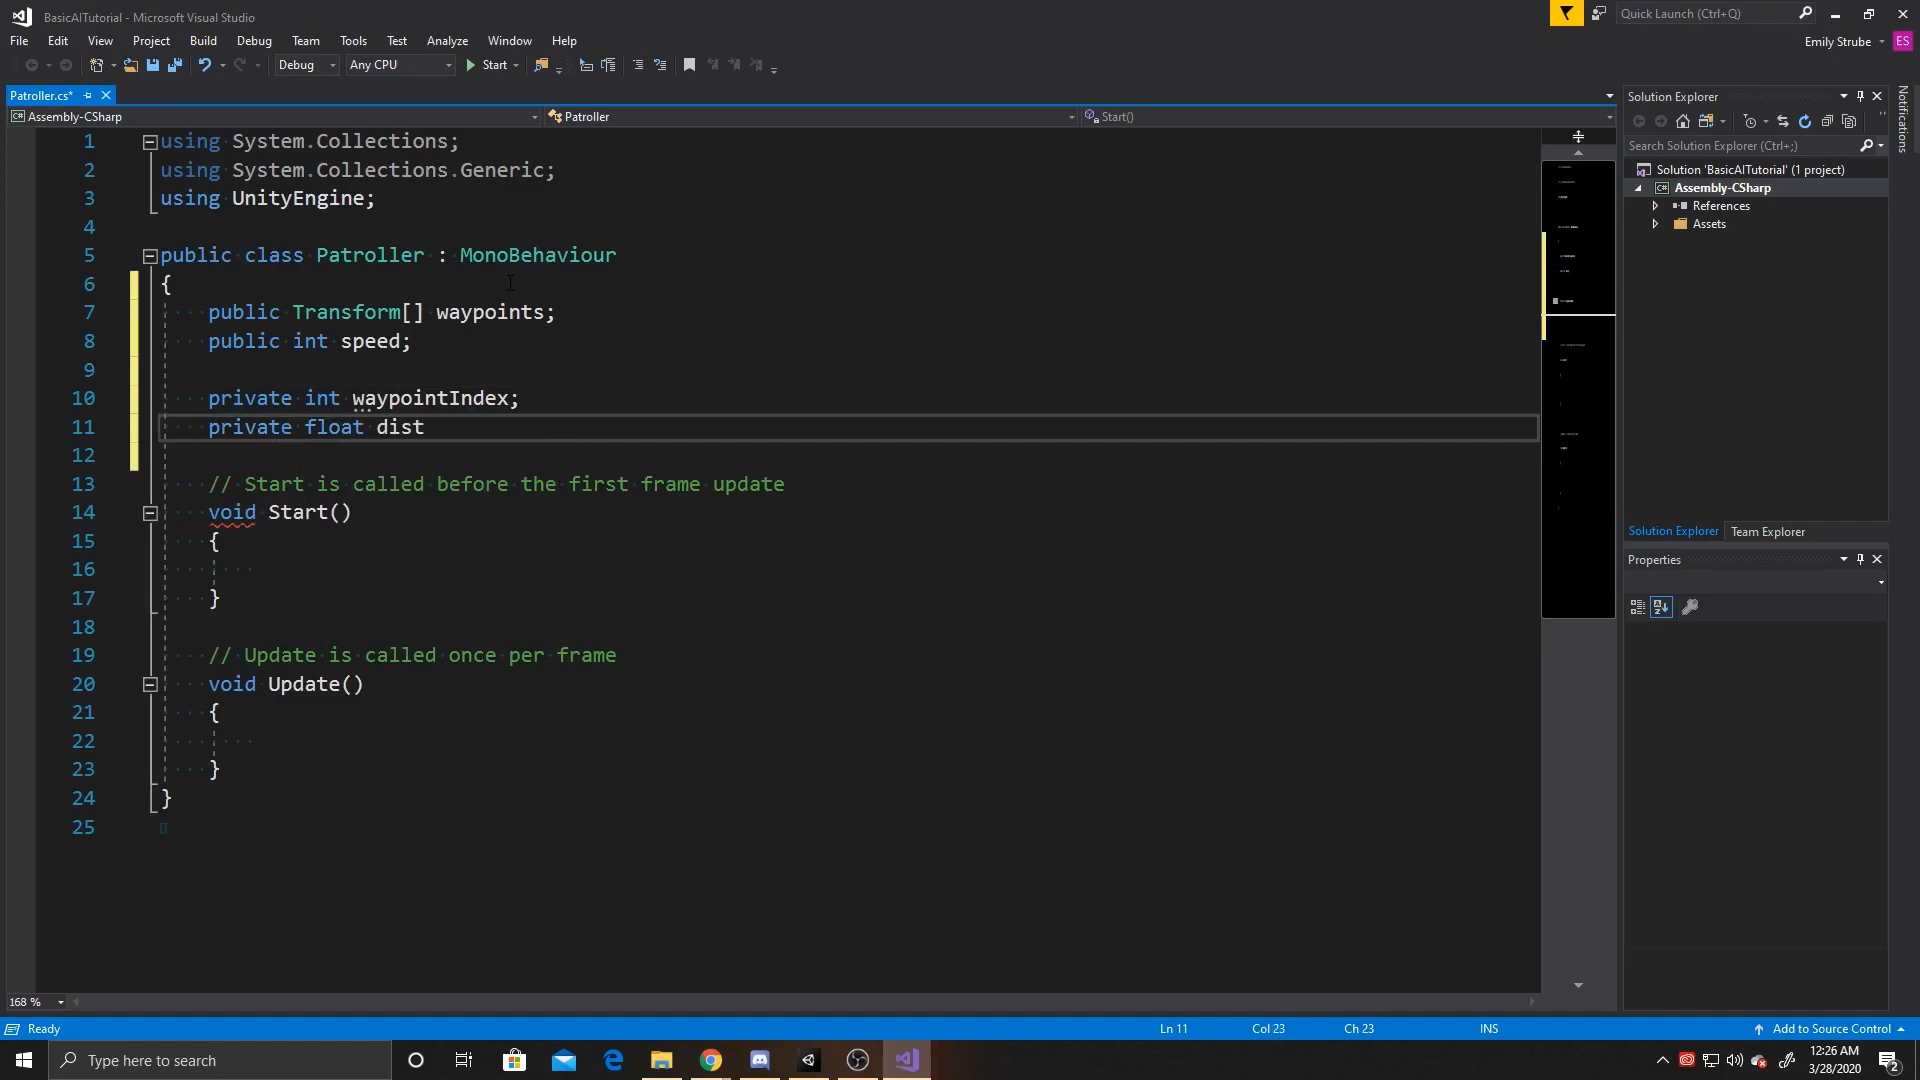 BasicAITutorial - Microsoft Visual Studio
Quick Launch (Ctrl+Q)
File Edit View Project Build Debug Team Tools Test Analyze Window Help
Emily Strube ES
Debug Any CPU Start
Patroller.cs*
Solution Explorer
Notifications
Assembly-CSharp Patroller Start()
Search Solution Explorer (Ctrl+;)
Solution 'BasicAITutorial' (1 project)
Assembly-CSharp
References
Assets
1 using System.Collections;
2 using System.Collections.Generic;
3 using UnityEngine;
4
5 public class Patroller : MonoBehaviour
6 {
7 public Transform[] waypoints;
8 public int speed;
9
10 private int waypointIndex;
11 private float dist
12
13 // Start is called before the first frame update
14 void Start()
15 {
16
17 }
18
19 // Update is called once per frame
20 void Update()
21 {
22
23 }
24 }
25
Solution Explorer Team Explorer
Properties
168 %
Ready Ln 11 Col 23 Ch 23 INS Add to Source Control
Type here to search
12:26 AM
3/28/2020
2